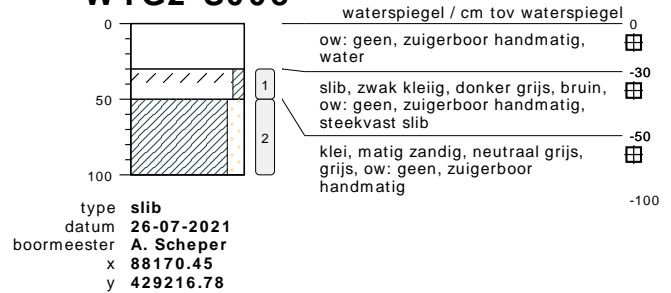 waterspiegel / cm tov waterspiegel
0
0
ow: geen, zuigerboor handmatig,
water
-30
1
slib, zwak kleiig, donker grijs, bruin,
ow: geen, zuigerboor handmatig,
steekvast slib
50
-50
2
klei, matig zandig, neutraal grijs,
grijs, ow: geen, zuigerboor
handmatig
100
-100
type slib
datum 26-07-2021
boormeester A. Scheper
x 88170.45
y 429216.78